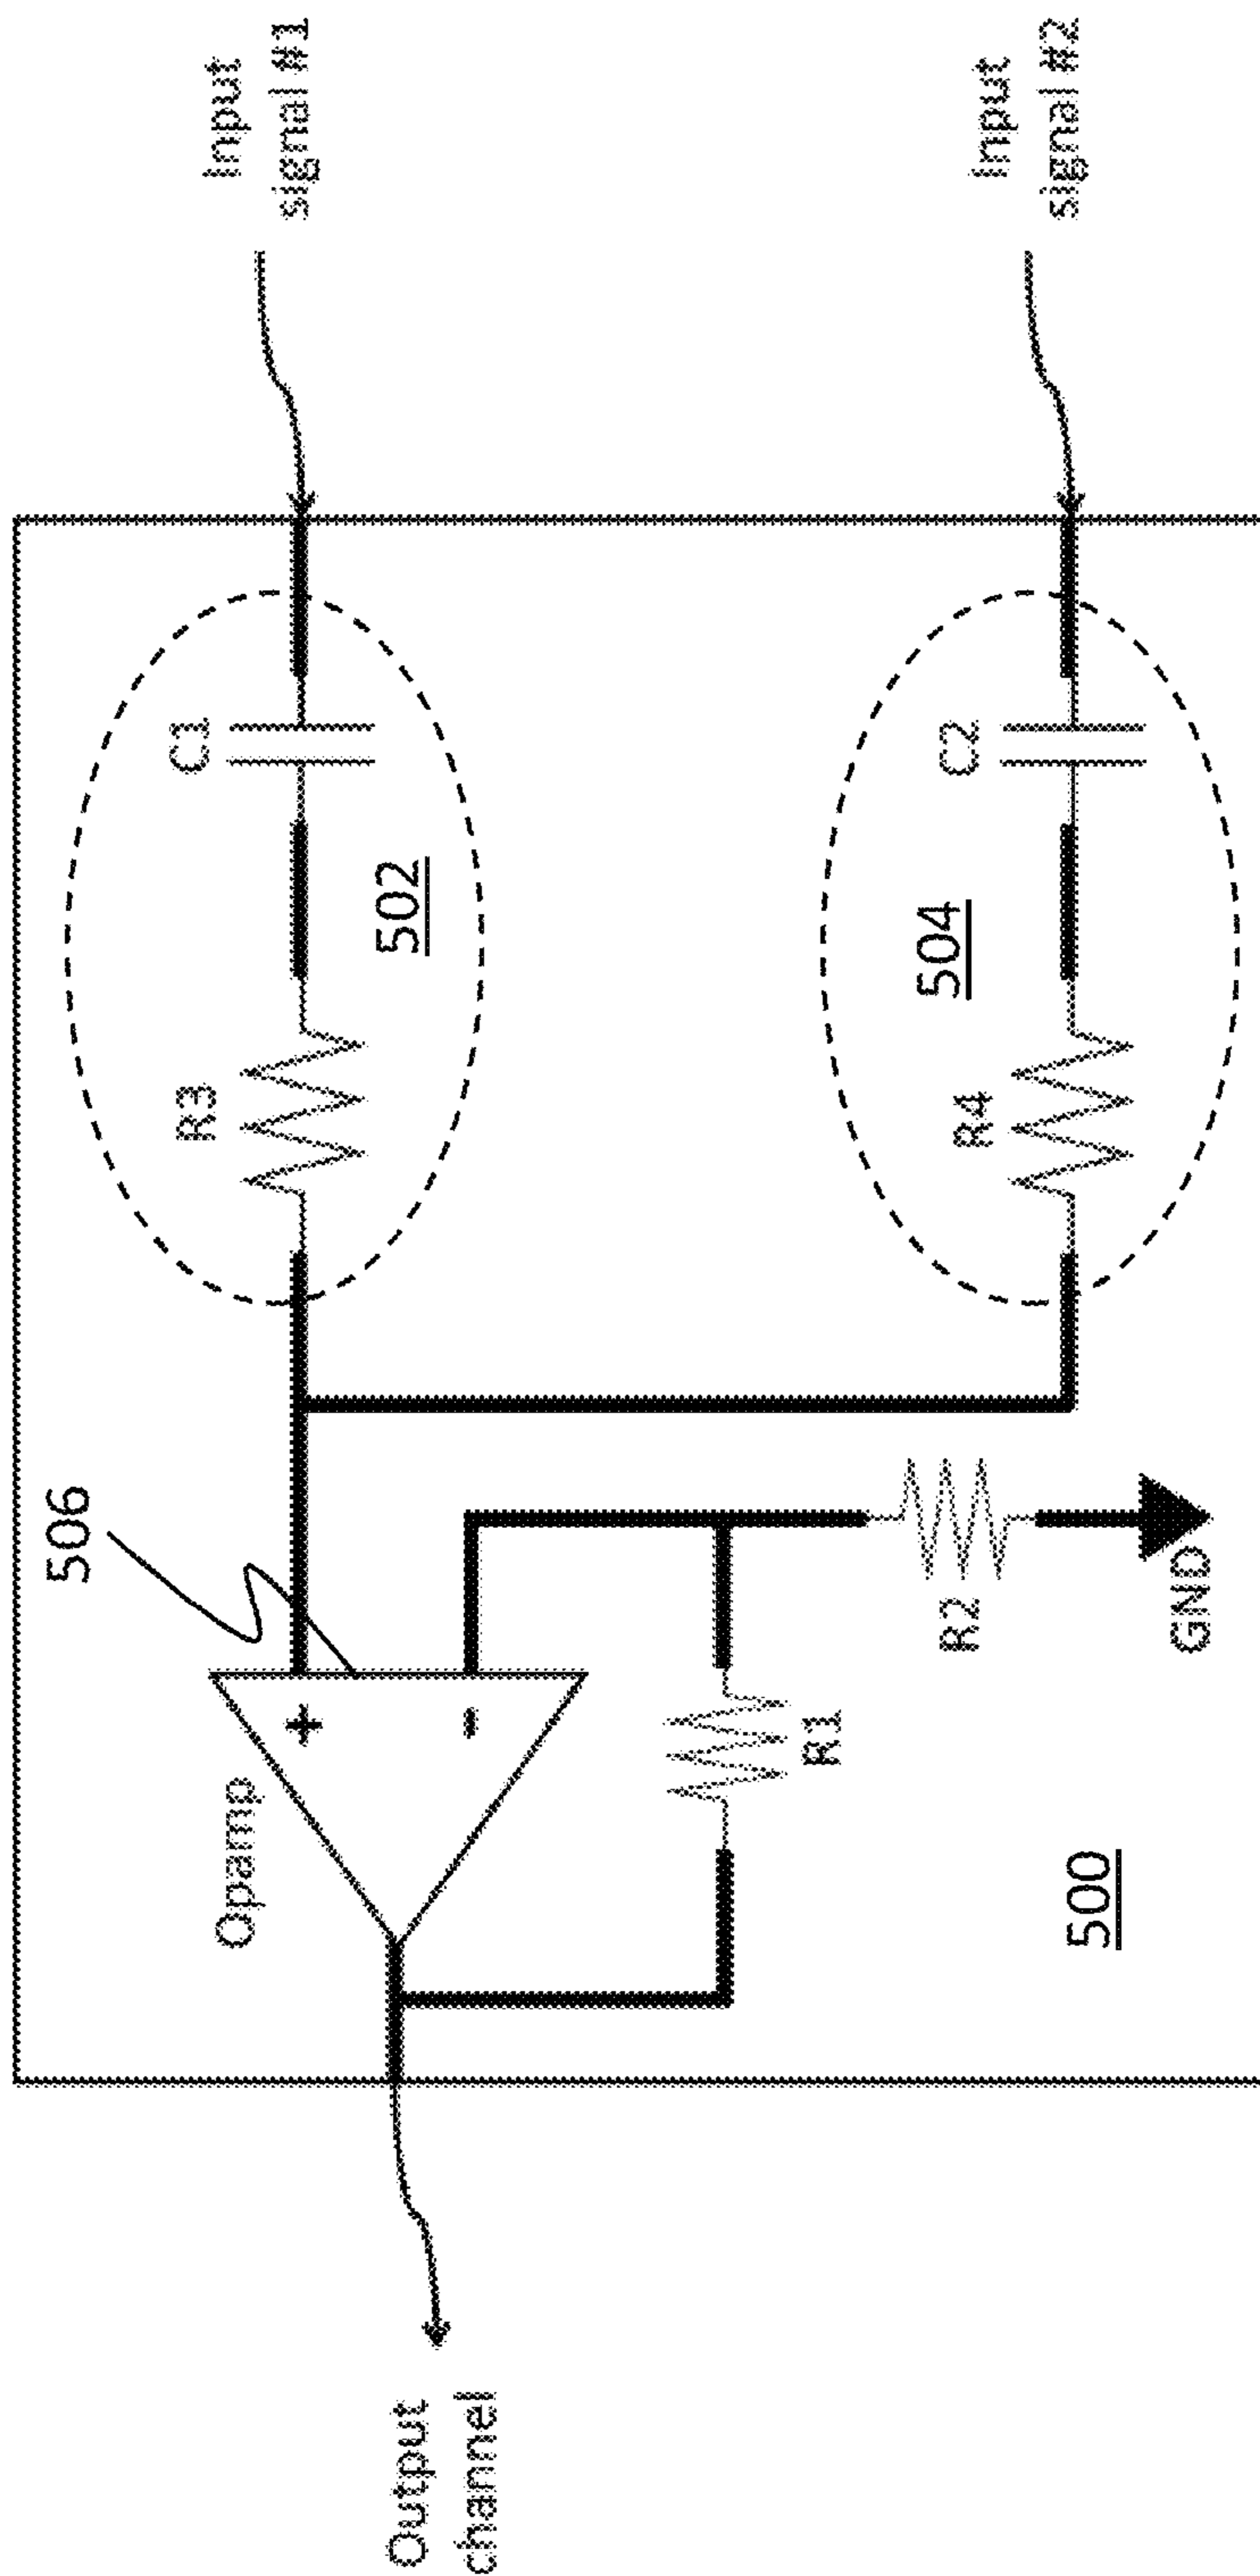 506
R3
C1
Input
signal #1
Opamp
+
-
502
Output
channel
R1
504
R2
R4
C2
Input
signal #2
500
GND